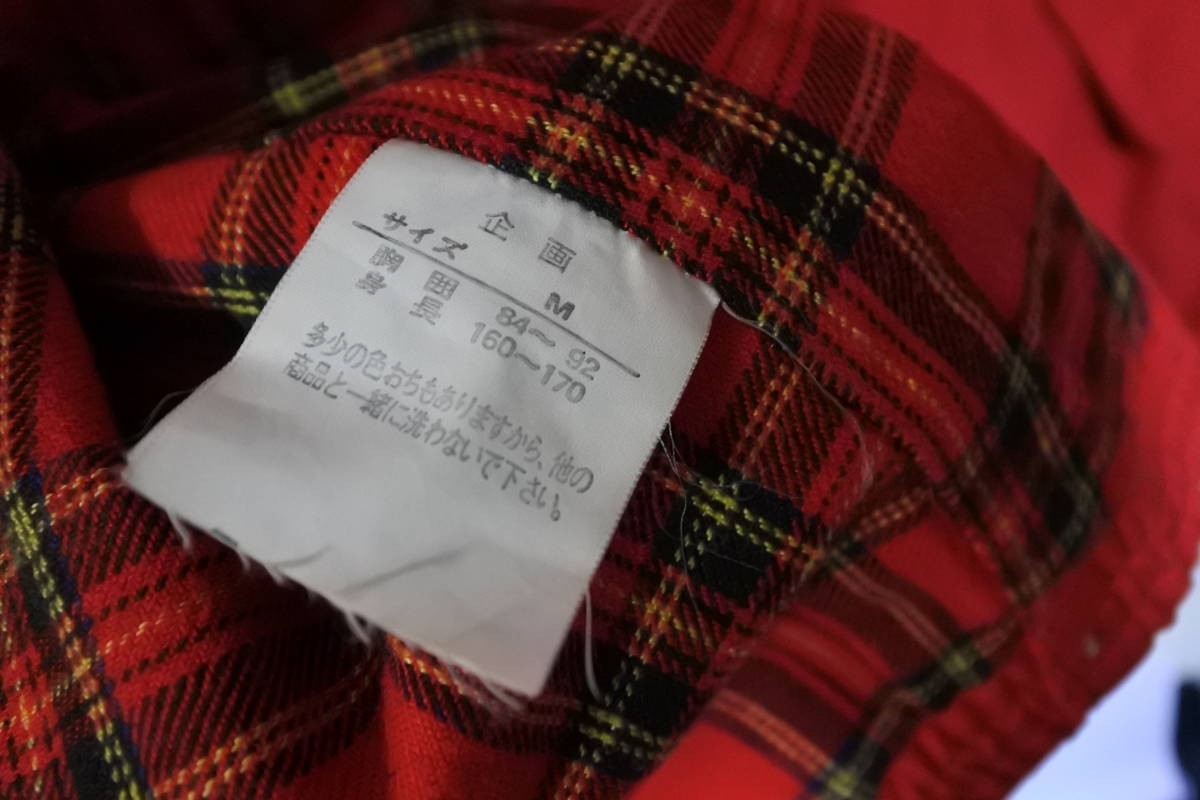 企画
サイズ M
胸囲 84〜92
身長 160〜170
多少の色おちもありますから、他の
商品と一緒に洗わないで下さい。